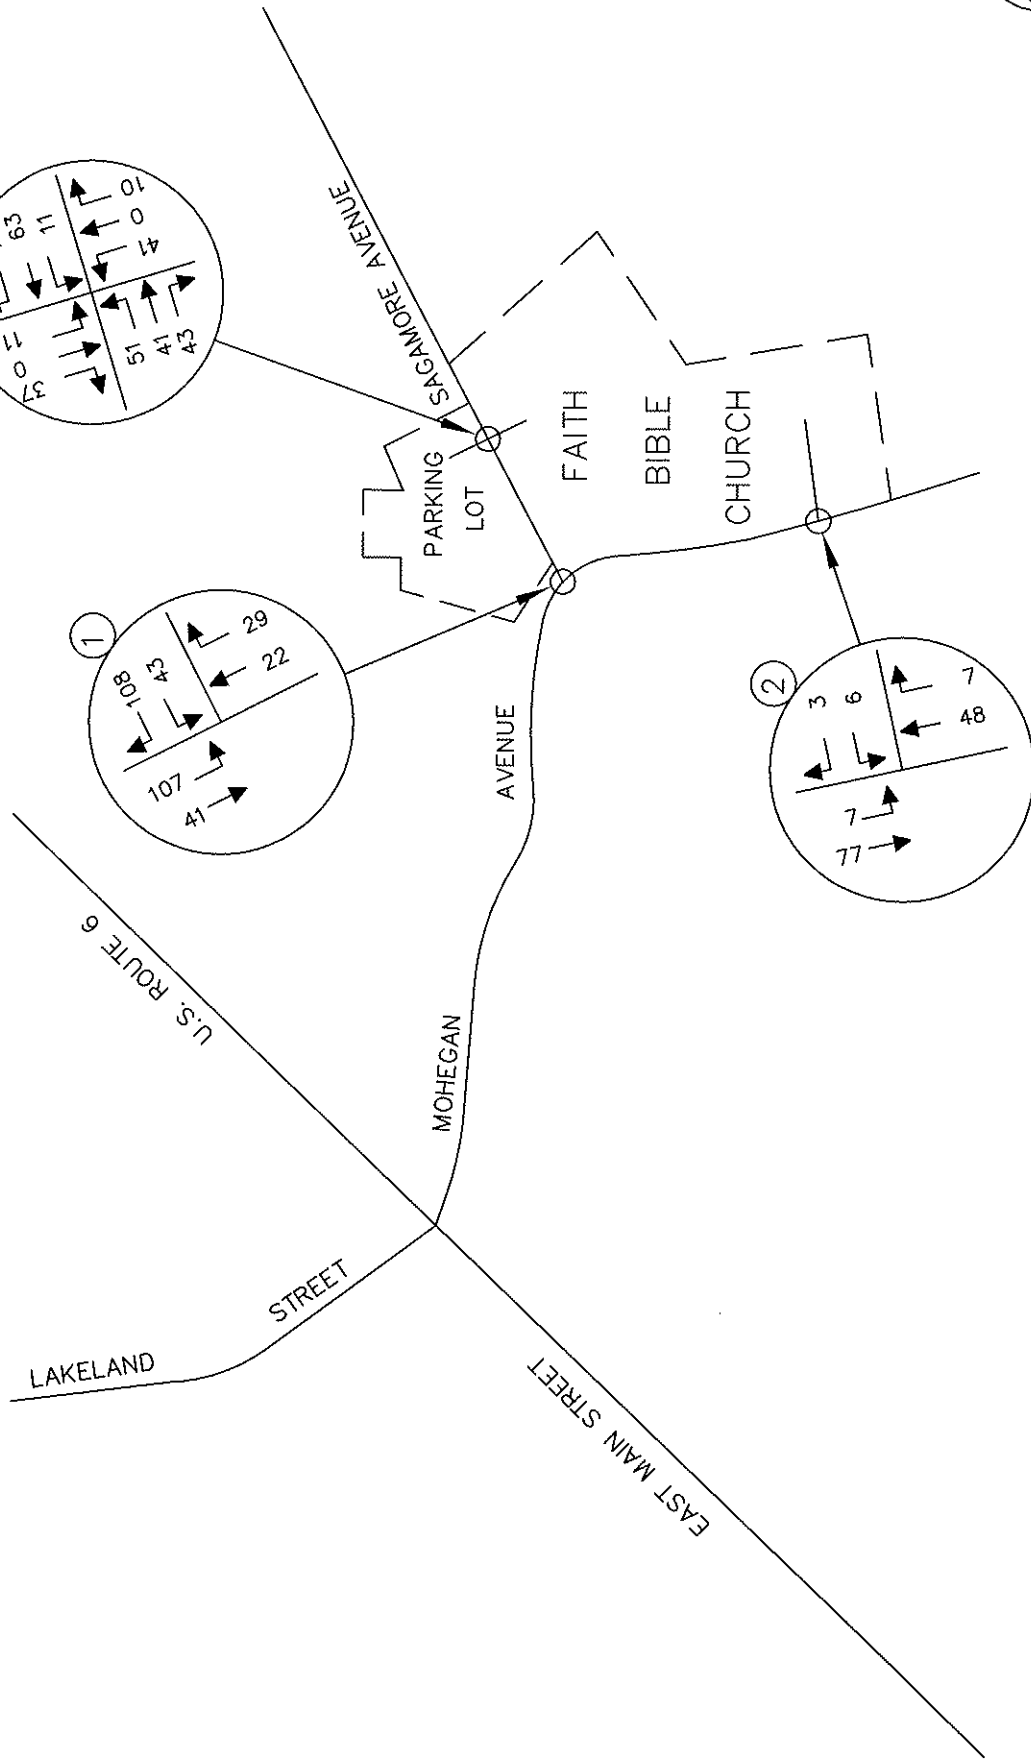 63
11
10
0
41
11
0
37
51
41
43
SAGAMORE AVENUE
PARKING
LOT
FAITH
BIBLE
CHURCH
1
108
43
29
22
107
41
2
3
6
7
48
7
77
U.S. ROUTE 6
MOHEGAN
AVENUE
LAKELAND
STREET
EAST MAIN STREET